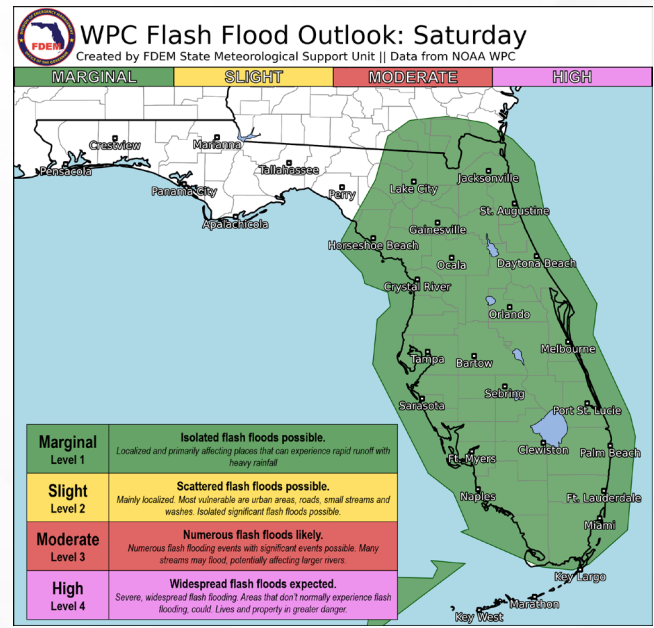 FDEM
WPC Flash Flood Outlook: Saturday
Created by FDEM State Meteorological Support Unit || Data from NOAA WPC
MARGINAL SLIGHT MODERATE HIGH
Crestview
Marianna
Pensacola
Tallahassee
Panama City
Perry
Apalachicola
Lake City
Jacksonville
St. Augustine
Gainesville
Horseshoe Beach
Ocala
Daytona Beach
Crystal River
Orlando
Melbourne
Tampa
Bartow
Sebring
Sarasota
Port St. Lucie
Clewiston
Palm Beach
Ft. Myers
Naples
Ft. Lauderdale
Miami
Key Largo
Marathon
Key West
Marginal
Level 1
Isolated flash floods possible.
Localized and primarily affecting places that can experience rapid runoff with
heavy rainfall
Slight
Level 2
Scattered flash floods possible.
Mainly localized. Most vulnerable are urban areas, roads, small streams and
washes. Isolated significant flash floods possible.
Moderate
Level 3
Numerous flash floods likely.
Numerous flash flooding events with significant events possible. Many
streams may flood, potentially affecting larger rivers.
High
Level 4
Widespread flash floods expected.
Severe, widespread flash flooding. Areas that don't normally experience flash
flooding, could. Lives and property in greater danger.